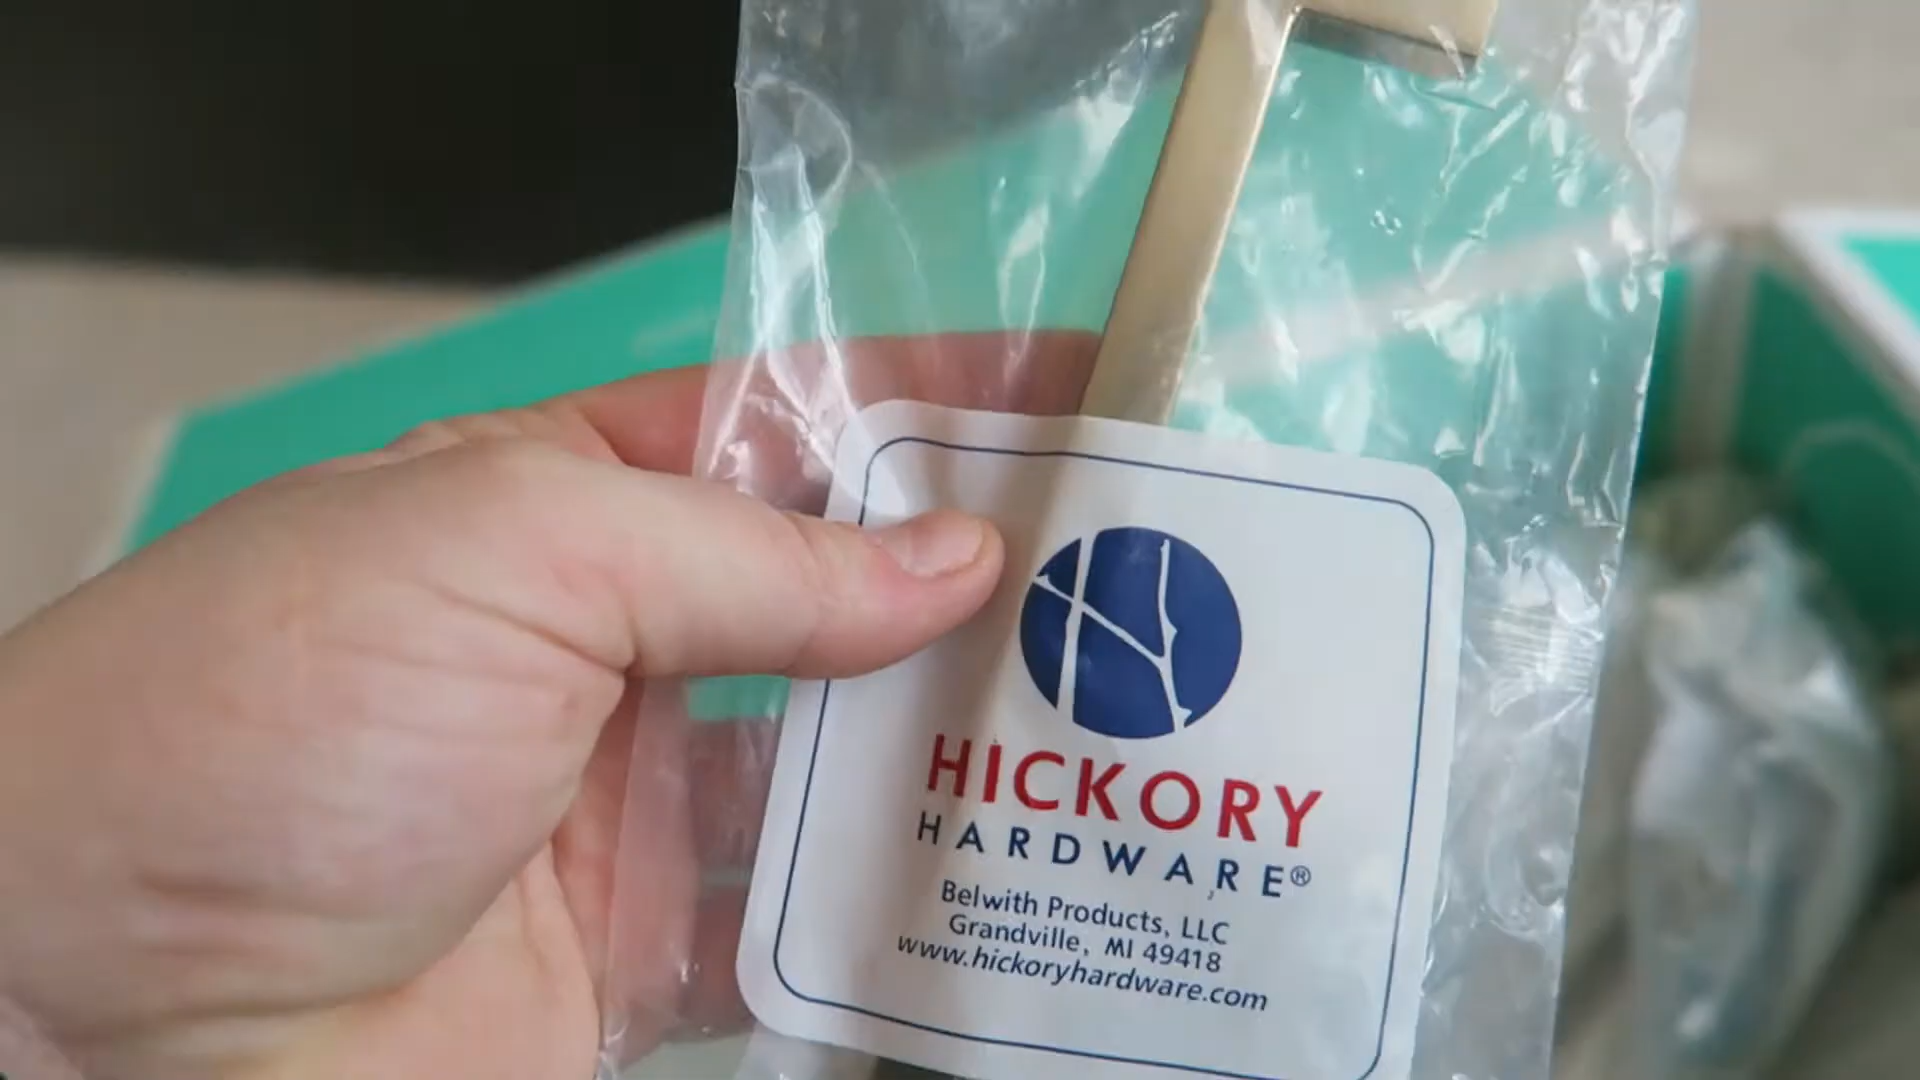 HICKORY
HARDWARE®
Belwith Products, LLC
Grandville, MI 49418
www.hickoryhardware.com